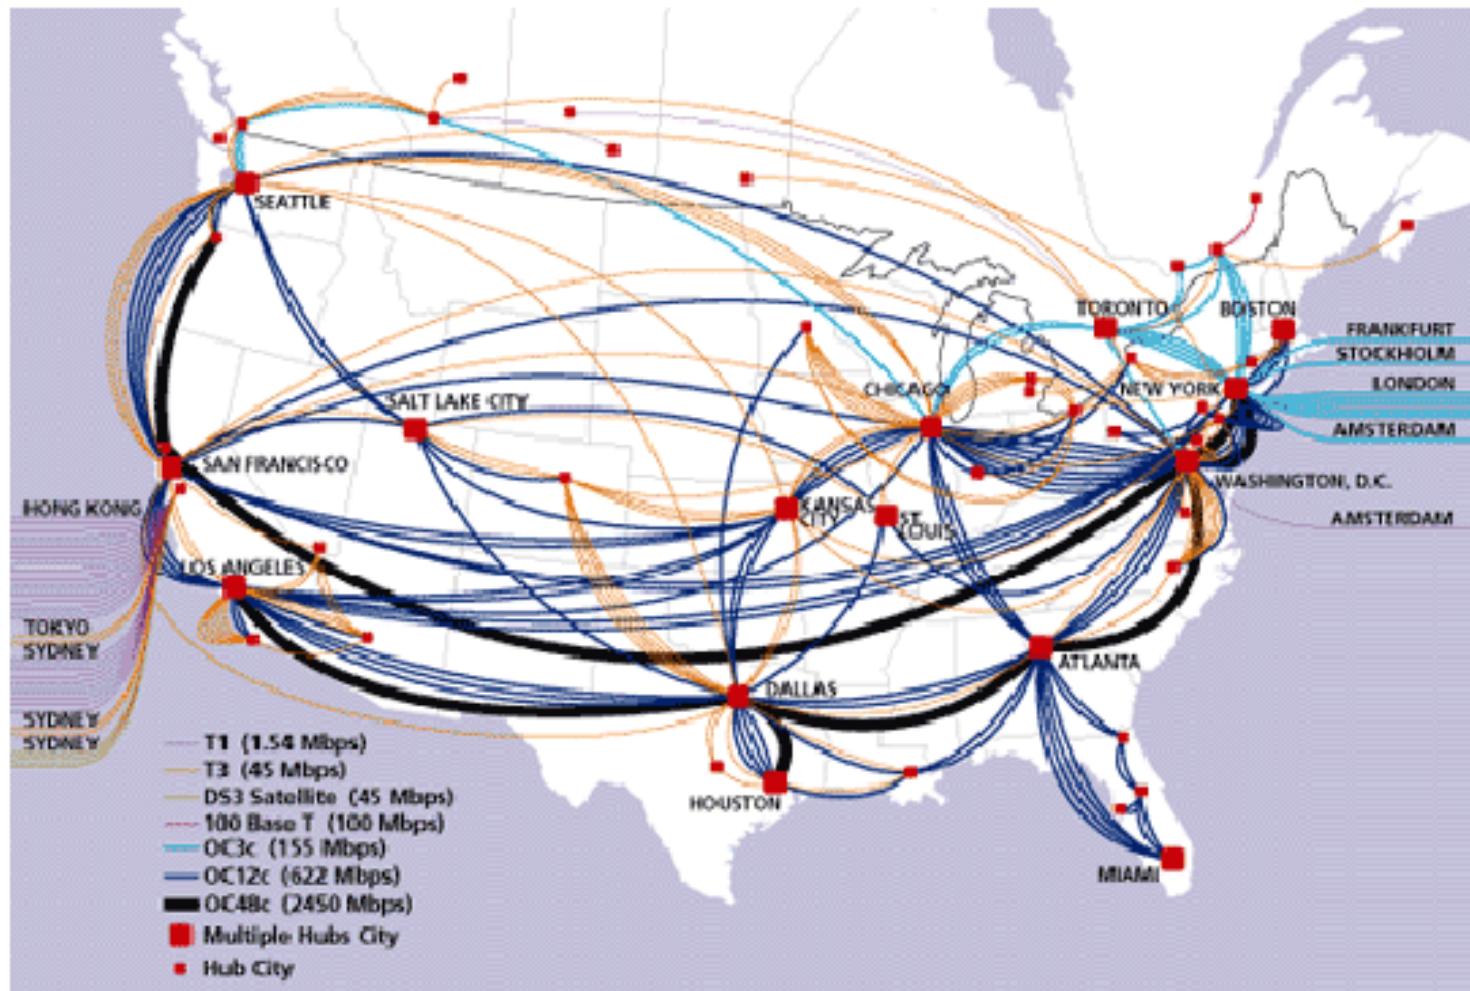 SEATTLE
TORONTO
BOSTON
FRANKFURT
STOCKHOLM
CHICAGO
NEW YORK
LONDON
SALT LAKE CITY
AMSTERDAM
SAN FRANCISCO
WASHINGTON, D.C.
HONG KONG
KANSAS
CITY
ST.
LOUIS
AMSTERDAM
LOS ANGELES
TOKYO
SYDNEY
ATLANTA
DALLAS
SYDNEY
SYDNEY
HOUSTON
MIAMI
T1 (1.54 Mbps)
T3 (45 Mbps)
DS3 Satellite (45 Mbps)
100 Base T (100 Mbps)
OC3c (155 Mbps)
OC12c (622 Mbps)
OC48c (2450 Mbps)
Multiple Hubs City
Hub City